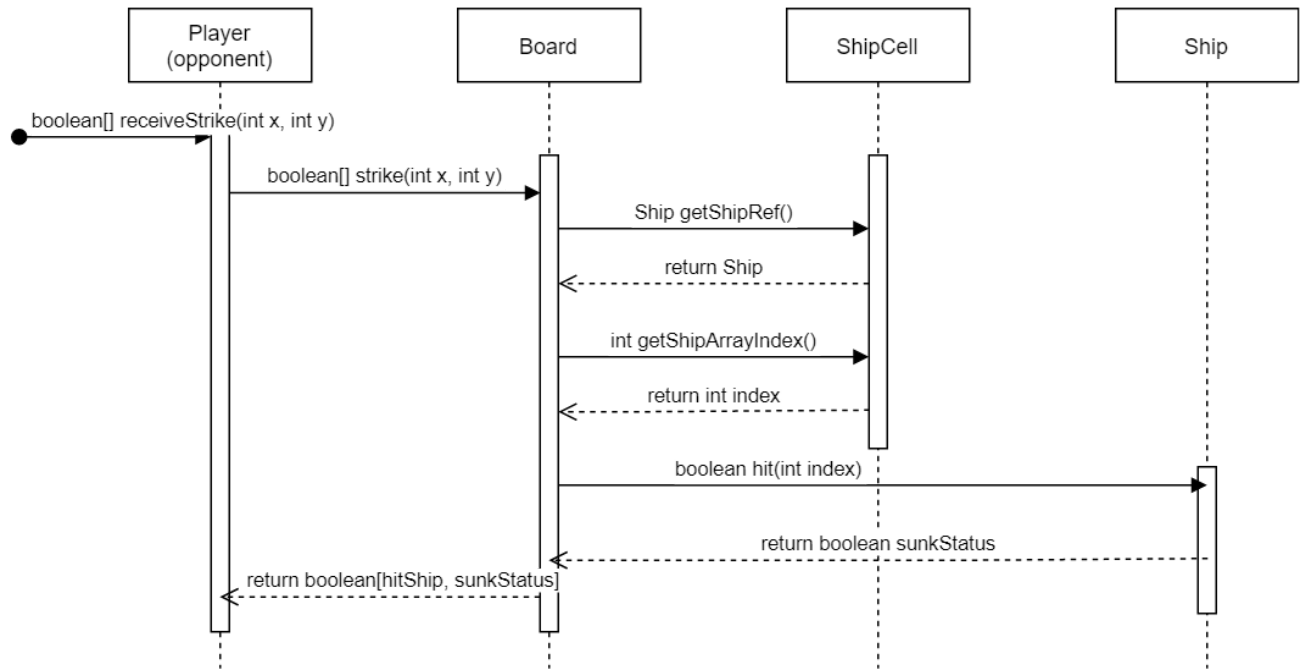 Player
(opponent)
Board
ShipCell
Ship
boolean[] receiveStrike(int x, int y)
boolean[] strike(int x, int y)
Ship getShipRef()
return Ship
int getShipArrayIndex()
return int index
boolean hit(int index)
return boolean sunkStatus
return boolean[hitShip, sunkStatus]